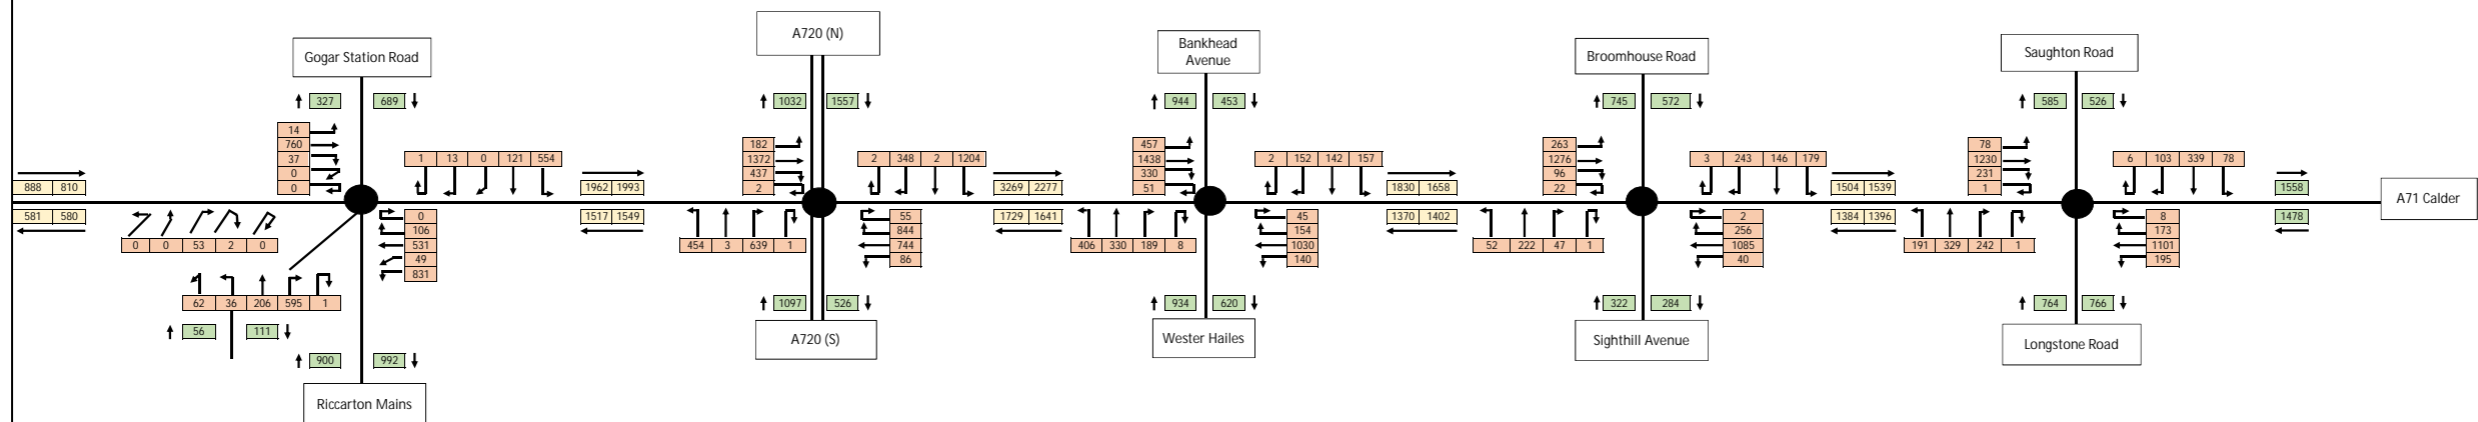 A720 (N)
Bankhead
Avenue
Saughton Road
Gogar Station Road
Broomhouse Road
327 689
1032 1557
944 453
745 572
585 526
14
760
37
0
0
1 13 0 121 554
182
1372
437
2
2 348 2 1204
457
1438
330
51
2 152 142 157
263
1276
96
22
3 243 146 179
78
1230
231
1
6 103 339 78
888 810
1962 1993
3269 2277
1830 1658
1504 1539
1558
A71 Calder
581 580
1517 1549
1729 1641
1370 1402
1384 1396
1478
0 0 53 2 0
0
106
531
49
831
454 3 639 1
55
844
744
86
406 330 189 8
45
154
1030
140
52 222 47 1
2
256
1085
40
191 329 242 1
8
173
1101
195
62 36 206 595 1
56 111
1097 526
934 620
322 284
764 766
A720 (S)
Wester Hailes
Sighthill Avenue
Longstone Road
900 992
Riccarton Mains